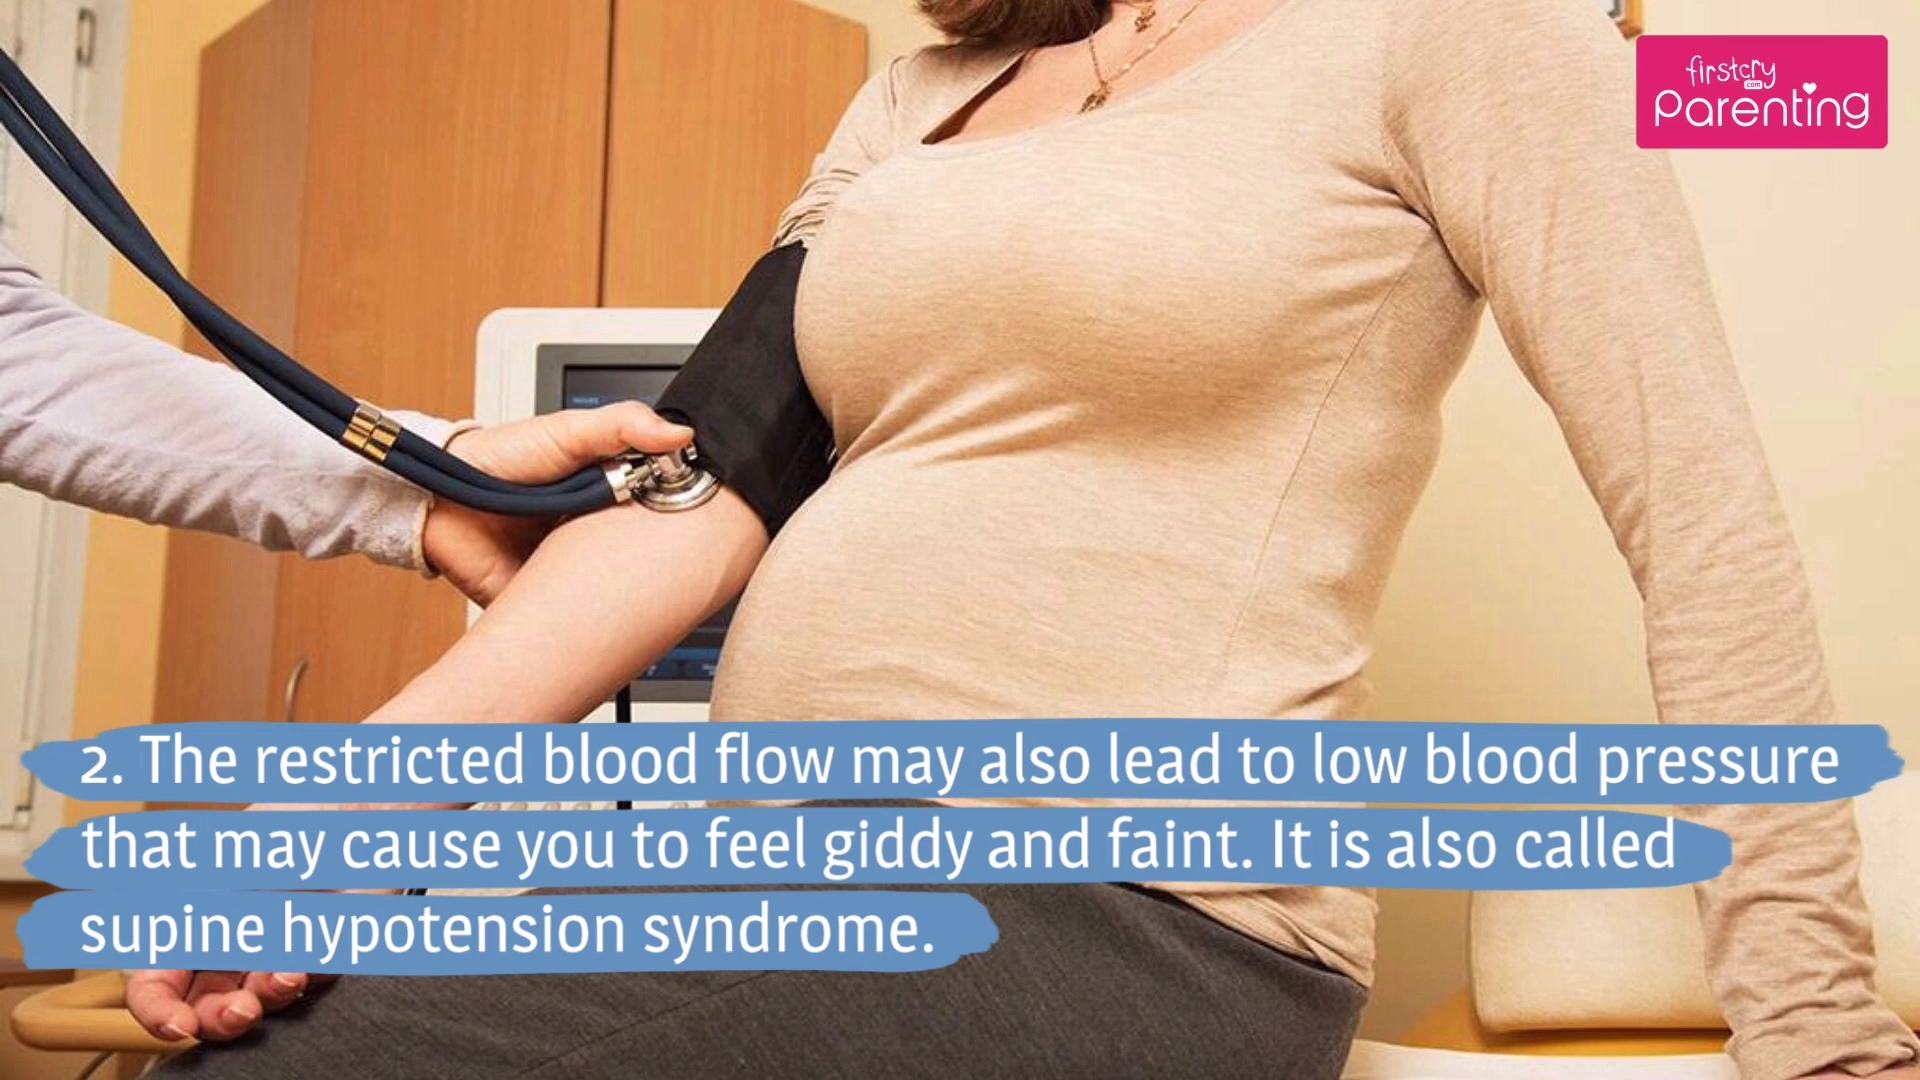 firstcry
.com
Parenting
2. The restricted blood flow may also lead to low blood pressure
that may cause you to feel giddy and faint. It is also called
supine hypotension syndrome.